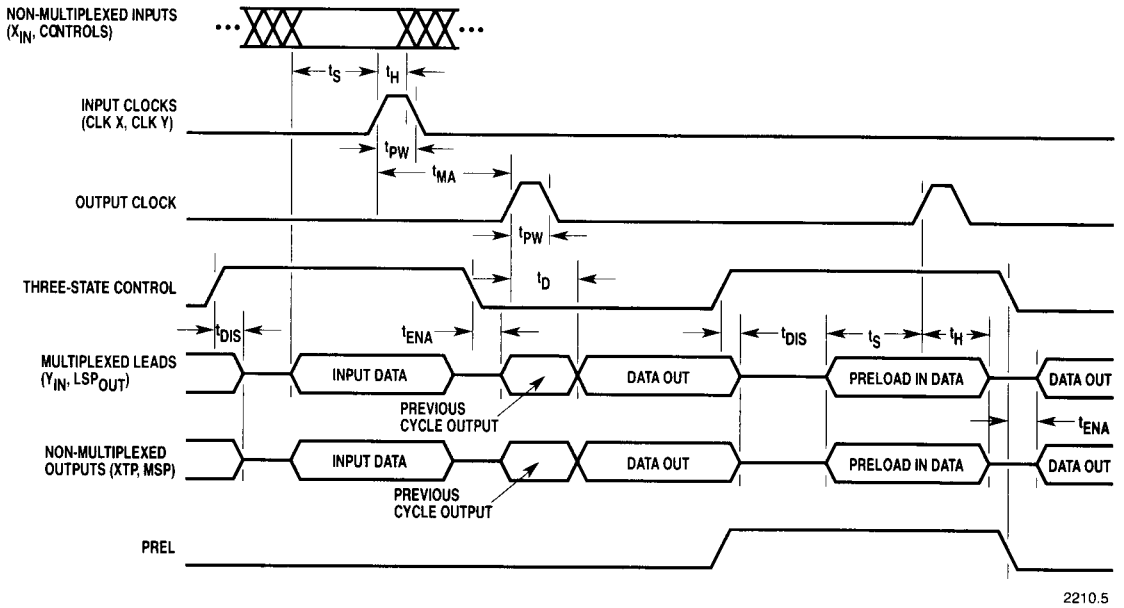 NON-MULTIPLEXED INPUTS
(XIN, CONTROLS)
tS
tH
INPUT CLOCKS
(CLK X, CLK Y)
tPW
tMA
OUTPUT CLOCK
tPW
tD
THREE-STATE CONTROL
tDIS
tENA
tDIS
tS
tH
MULTIPLEXED LEADS
(YIN, LSPOUT)
INPUT DATA
DATA OUT
PRELOAD IN DATA
DATA OUT
PREVIOUS
CYCLE OUTPUT
tENA
NON-MULTIPLEXED
OUTPUTS (XTP, MSP)
INPUT DATA
DATA OUT
PRELOAD IN DATA
DATA OUT
PREVIOUS
CYCLE OUTPUT
PREL
2210.5